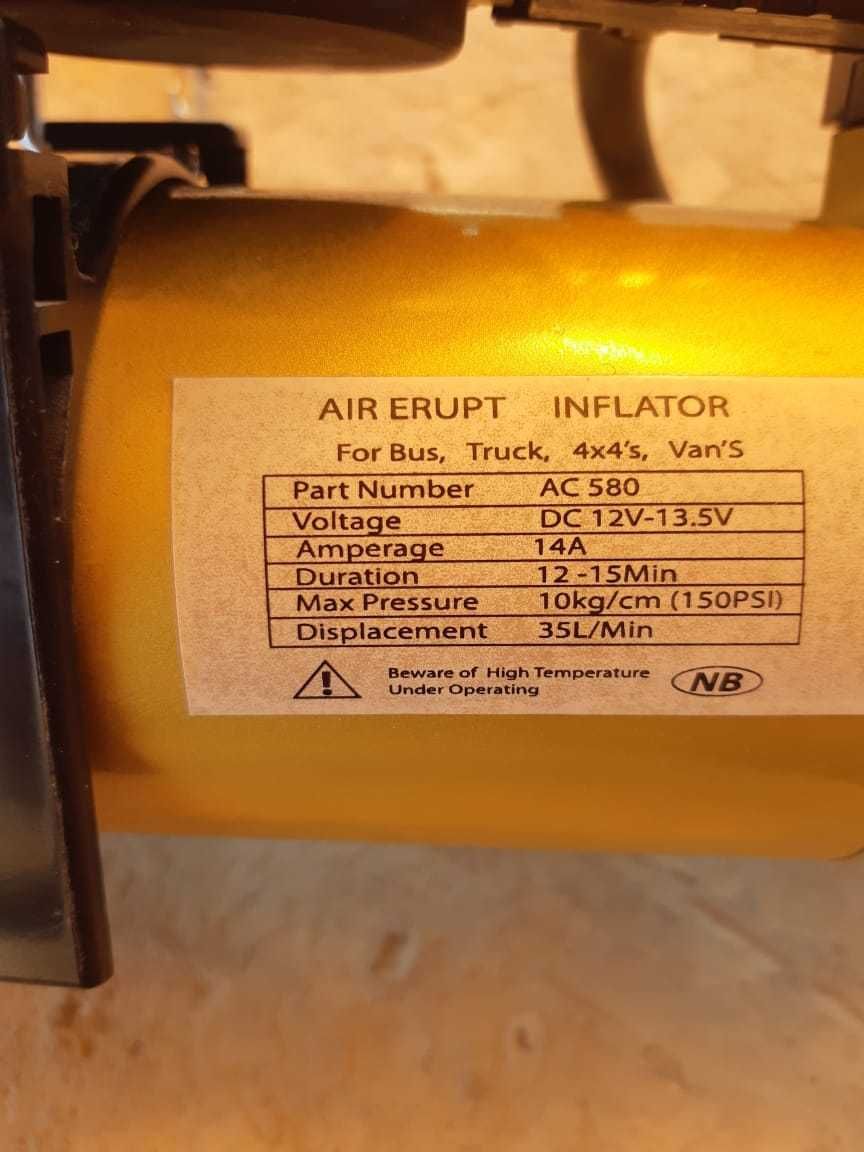 AIR ERUPT INFLATOR
For Bus, Truck, 4x4's, Van'S
Part Number AC 580
Voltage DC 12V-13.5V
Amperage 14A
Duration 12 -15Min
Max Pressure 10kg/cm (150PSI)
Displacement 35L/Min
Beware of High Temperature
Under Operating
NB